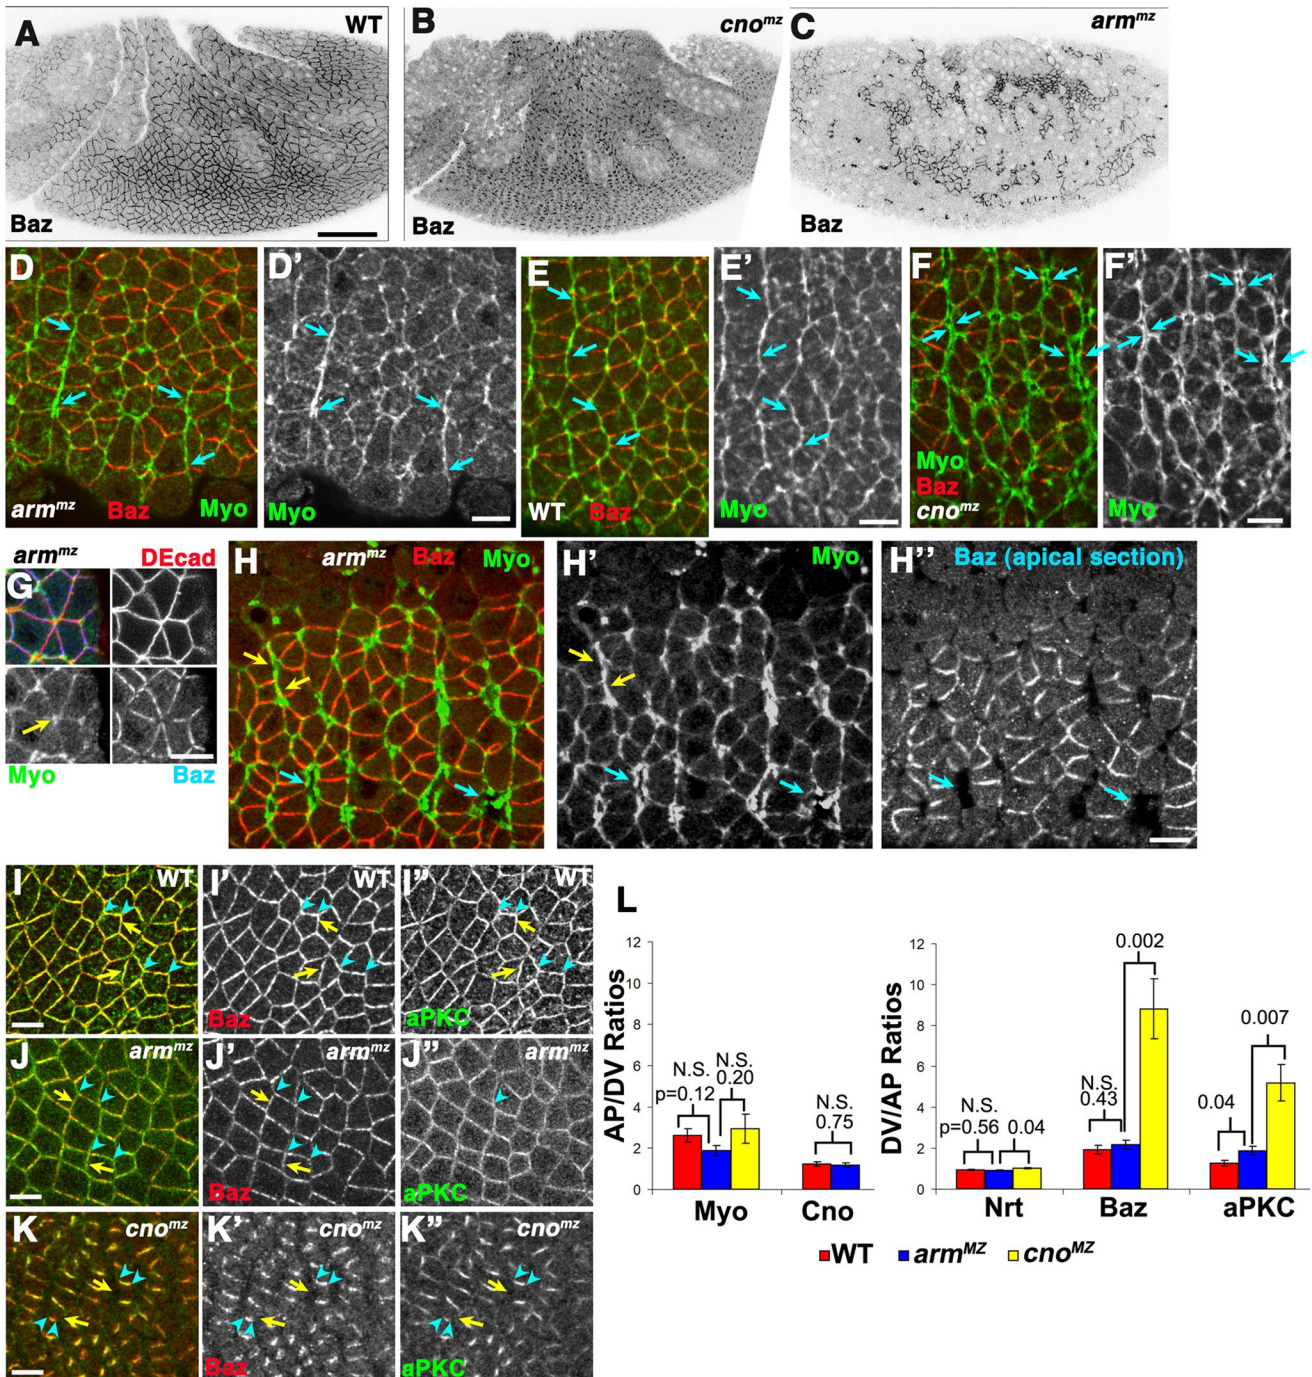 A WT
Baz
B cno^mz
Baz
C arm^mz
Baz
D
arm^mz Baz Myo
D'
Myo
E
WT Baz
E'
Myo
F
Myo
Baz
cno^mz
F'
Myo
arm^mz DEcad
G
Myo Baz
H arm^mz Baz Myo
H' Myo
H'' Baz (apical section)
I WT
I' WT
Baz
I'' WT
aPKC
J arm^mz
J' arm^mz
Baz
J'' arm^mz
aPKC
K cno^mz
K' cno^mz
Baz
K'' cno^mz
aPKC
L
AP/DV Ratios
12
10
8
6
4
2
0
N.S.
p=0.12
N.S.
0.20
N.S.
0.75
Myo Cno
DV/AP Ratios
12
10
8
6
4
2
0
N.S.
p=0.56
0.04
N.S.
0.43
0.002
0.04
0.007
Nrt Baz aPKC
WT arm^MZ cno^MZ